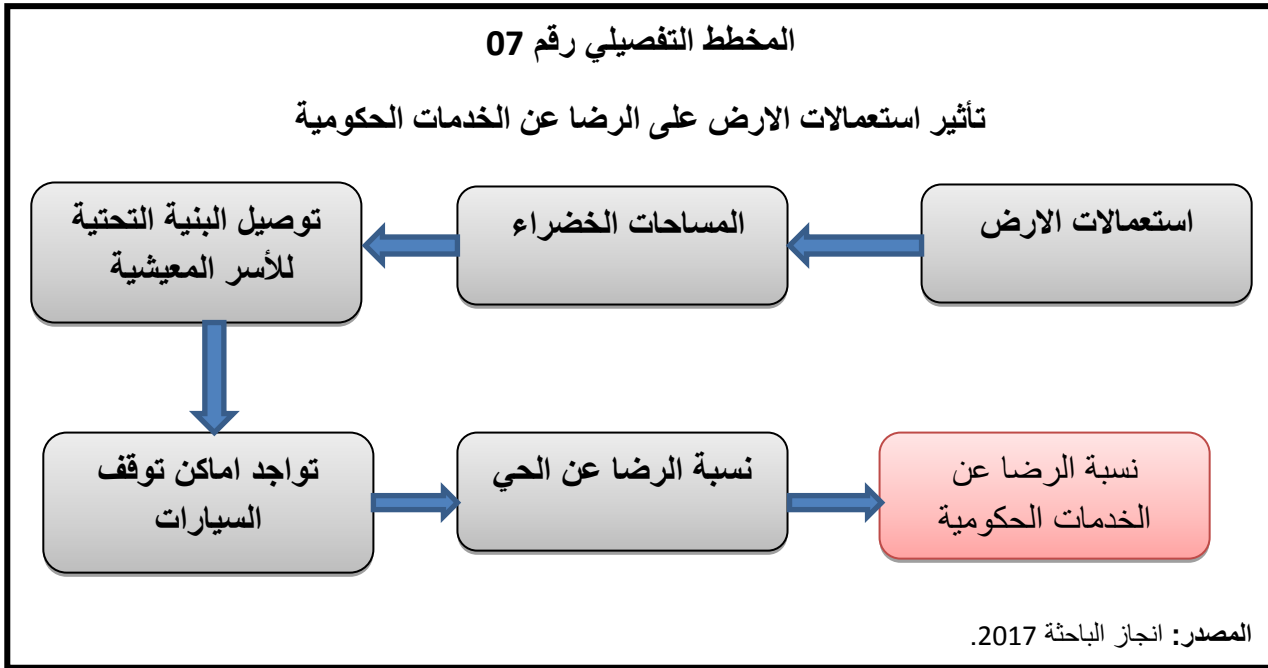 المخطط التفصيلي رقم 07
تأثير استعمالات الارض على الرضا عن الخدمات الحكومية
استعمالات الارض
المساحات الخضراء
توصيل البنية التحتية
للأسر المعيشية
تواجد اماكن توقف
السيارات
نسبة الرضا عن الحي
نسبة الرضا عن
الخدمات الحكومية
المصدر: انجاز الباحثة 2017.